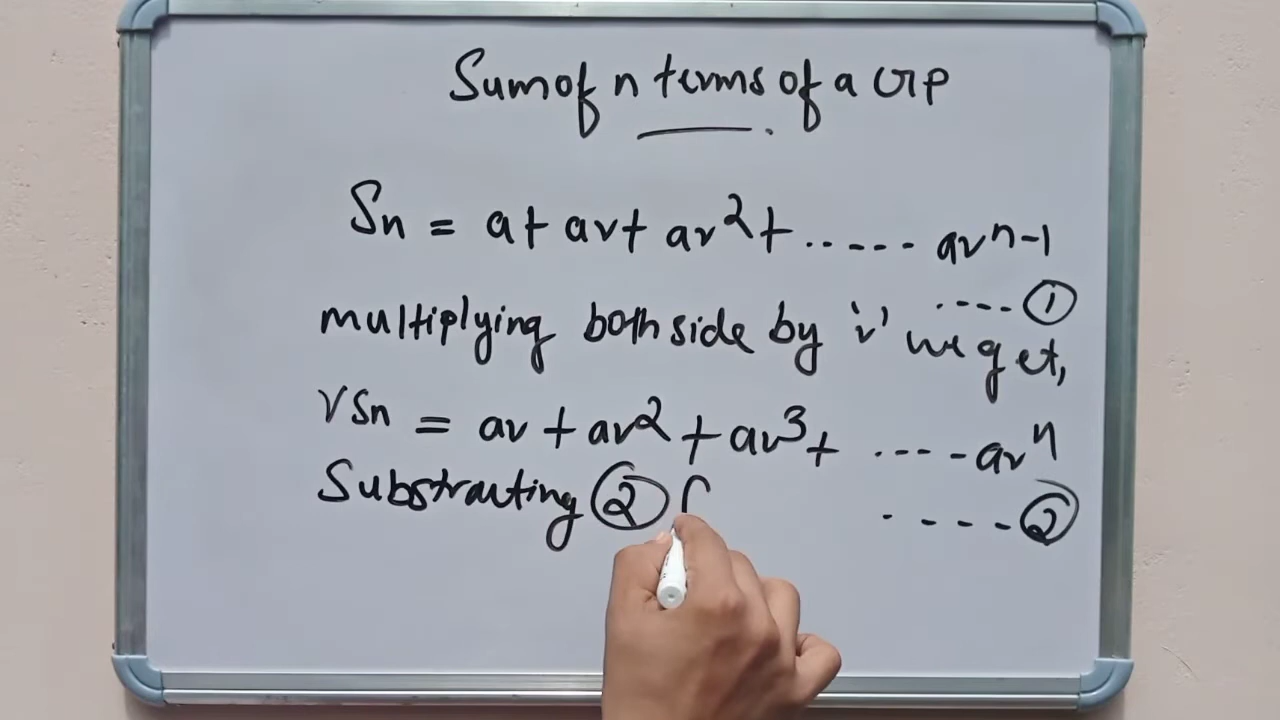 Sum of n terms of a GP
Sn = a + ar + ar² + ..... arⁿ⁻¹
....①
multiplying both side by 'r' we get,
rSn = ar + ar² + ar³ + ....arⁿ
Substracting ②
....②